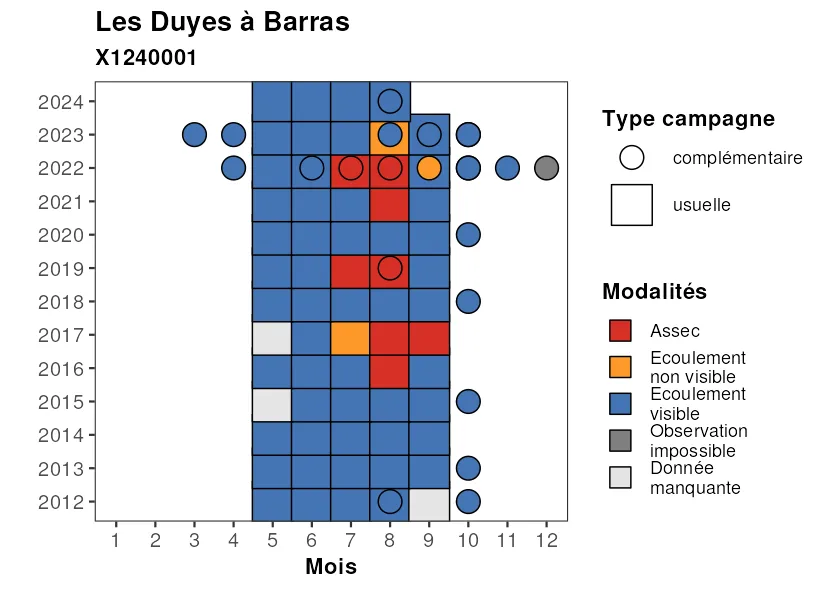 Les Duyes à Barras
X1240001
2024
2023
2022
2021
2020
2019
2018
2017
2016
2015
2014
2013
2012
1 2 3 4 5 6 7 8 9 10 11 12
Mois
Type campagne
complémentaire
usuelle
Modalités
Assec
Ecoulement
non visible
Ecoulement
visible
Observation
impossible
Donnée
manquante